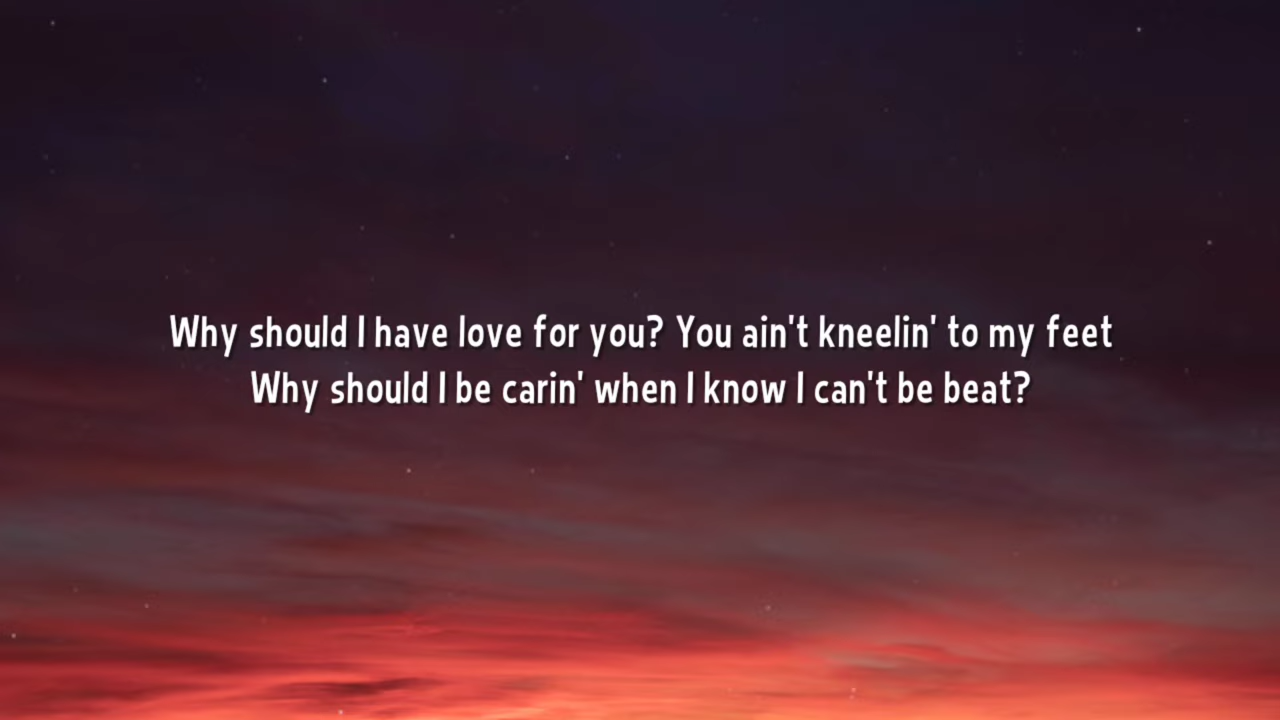 Why should I have love for you? You ain't kneelin' to my feet
Why should I be carin' when I know I can't be beat?